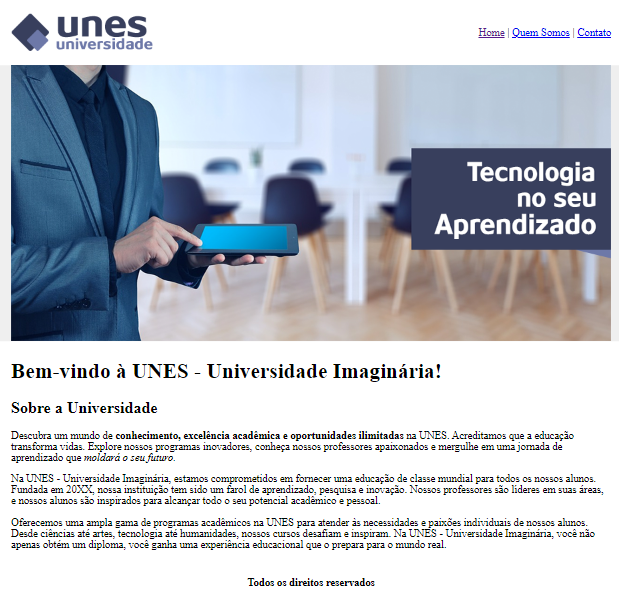 unes
universidade
Home | Quem Somos | Contato
Tecnologia
no seu
Aprendizado
Bem-vindo à UNES - Universidade Imaginária!
Sobre a Universidade
Descubra um mundo de conhecimento, excelência acadêmica e oportunidades ilimitadas na UNES. Acreditamos que a educação
transforma vidas. Explore nossos programas inovadores, conheça nossos professores apaixonados e mergulhe em uma jornada de
aprendizado que moldará o seu futuro.
Na UNES - Universidade Imaginária, estamos comprometidos em fornecer uma educação de classe mundial para todos os nossos alunos.
Fundada em 20XX, nossa instituição tem sido um farol de aprendizado, pesquisa e inovação. Nossos professores são líderes em suas áreas,
e nossos alunos são inspirados para alcançar todo o seu potencial acadêmico e pessoal.
Oferecemos uma ampla gama de programas acadêmicos na UNES para atender às necessidades e paixões individuais de nossos alunos.
Desde ciências até artes, tecnologia até humanidades, nossos cursos desafiam e inspiram. Na UNES - Universidade Imaginária, você não
apenas obtém um diploma, você ganha uma experiência educacional que o prepara para o mundo real.
Todos os direitos reservados